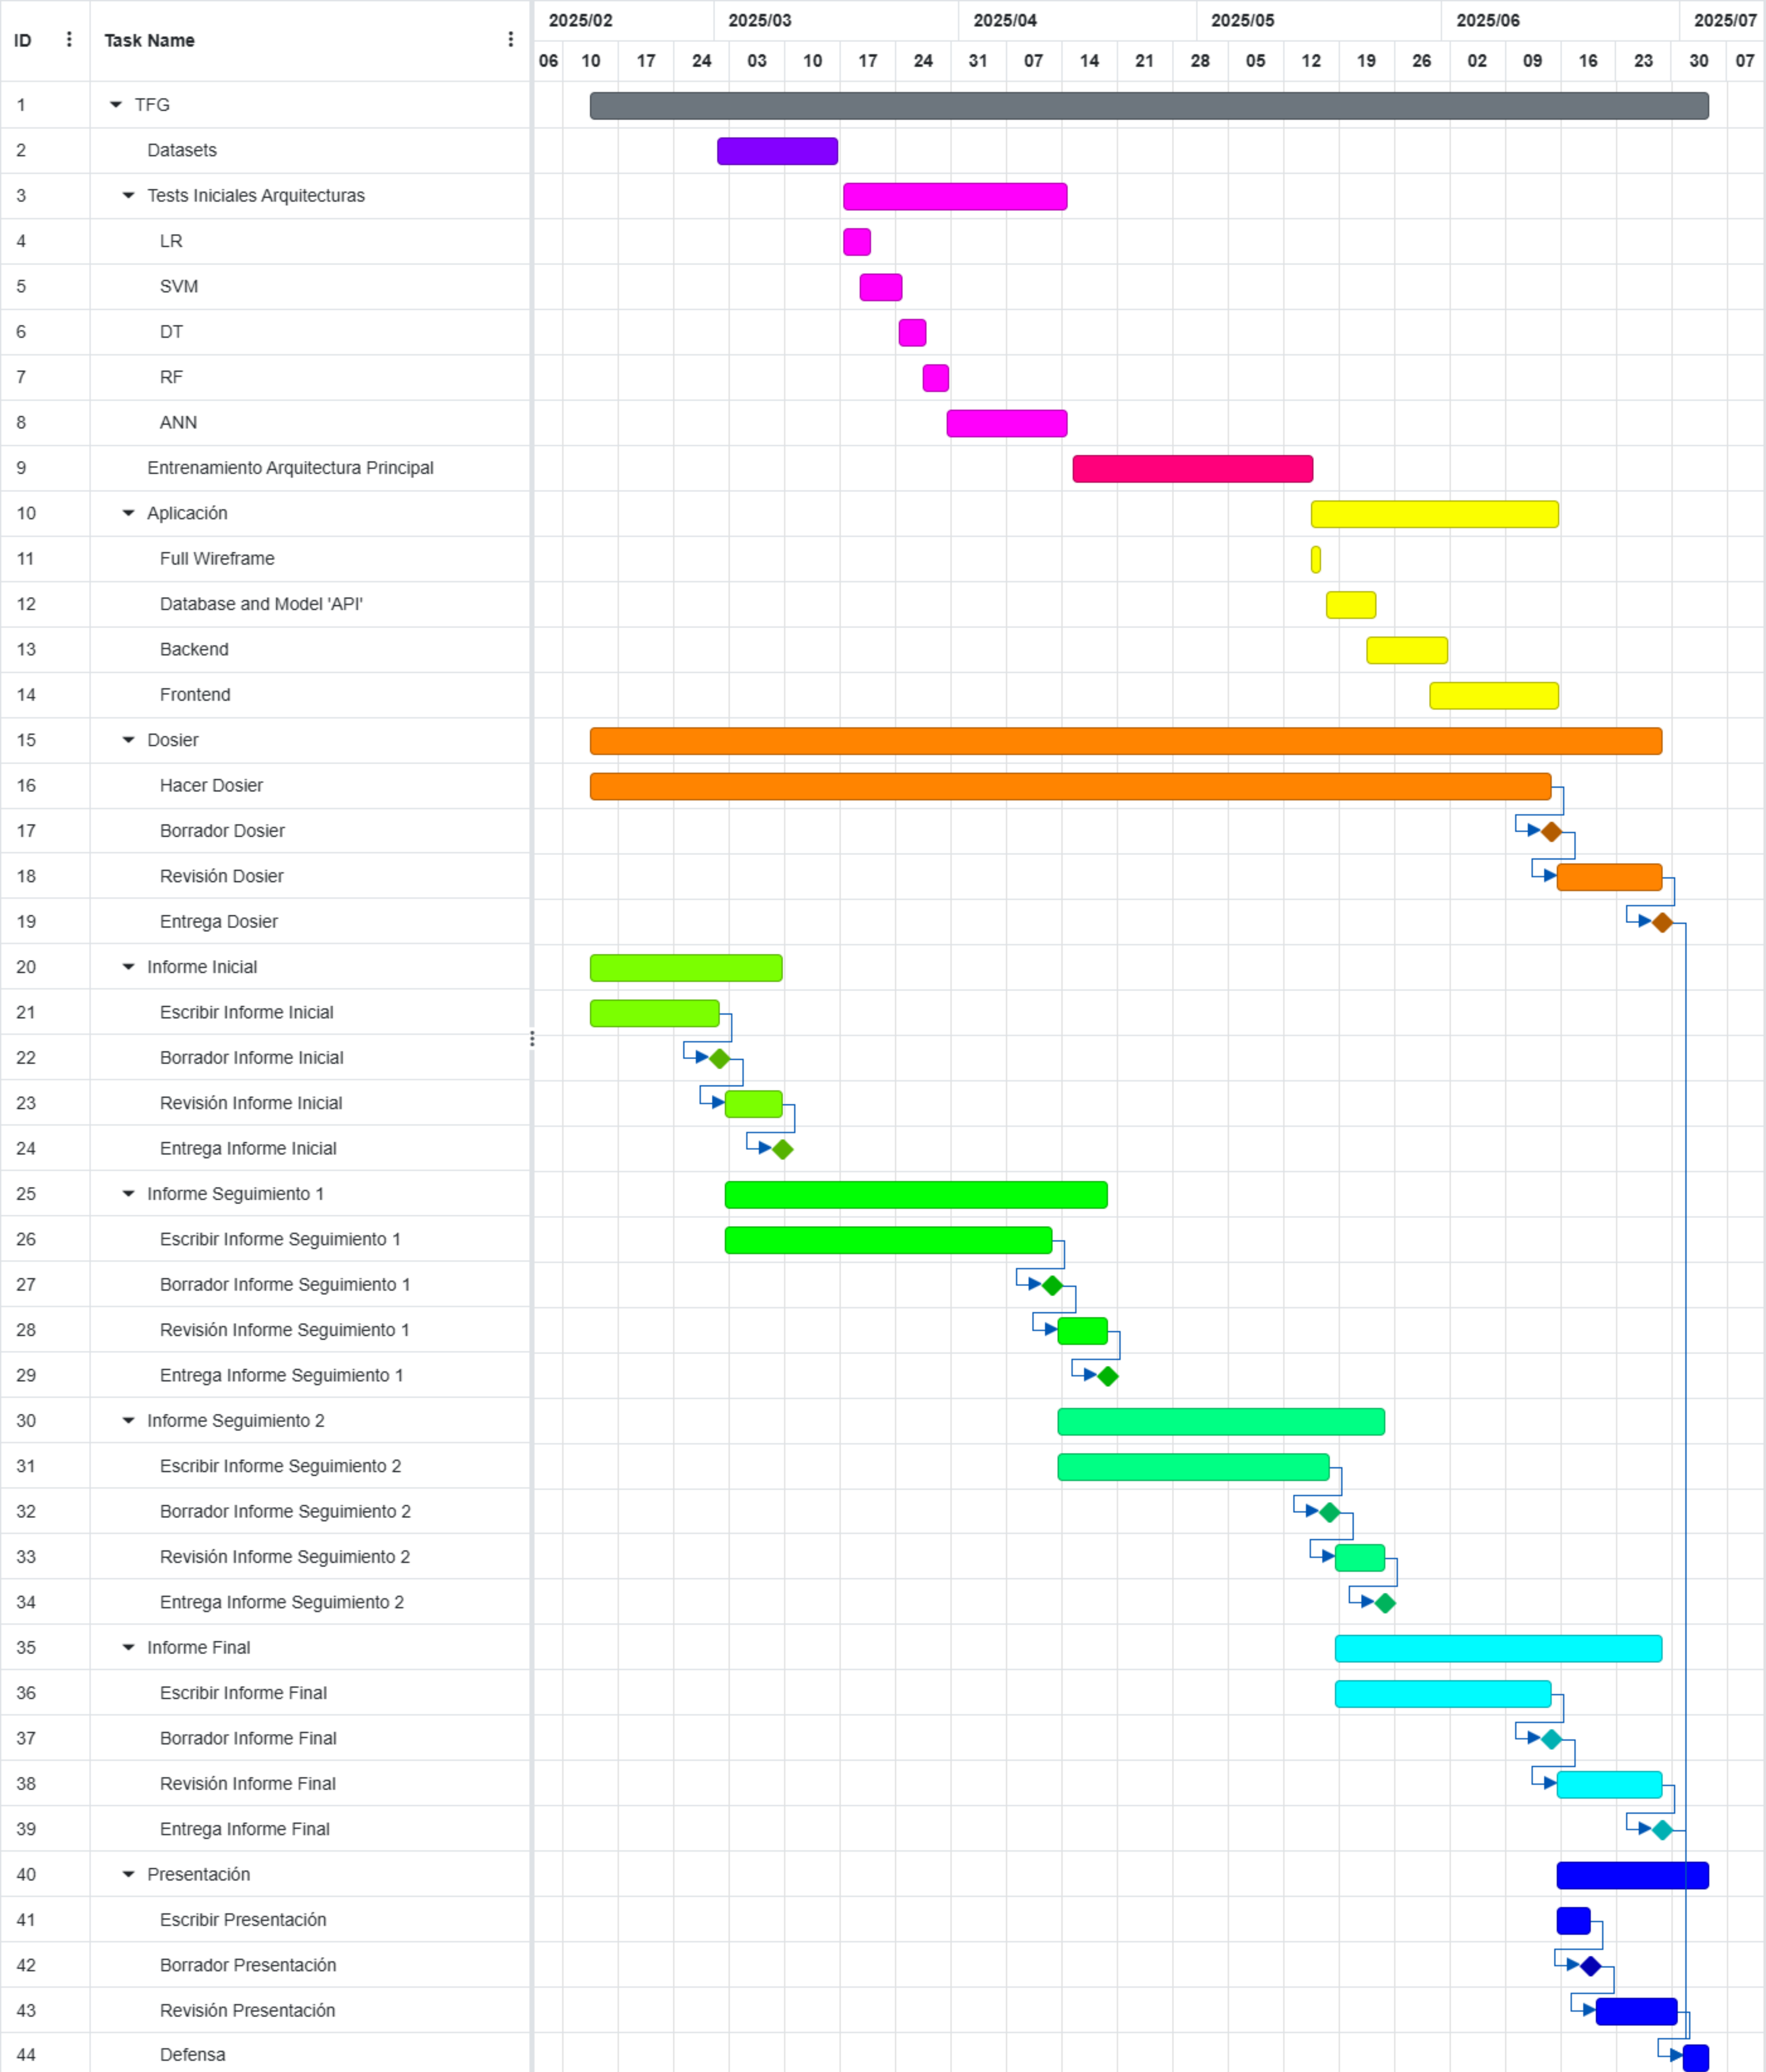 ID Task Name 2025/02 2025/03 2025/04 2025/05 2025/06 2025/07
06 10 17 24 03 10 17 24 31 07 14 21 28 05 12 19 26 02 09 16 23 30 07
1 TFG
2 Datasets
3 Tests Iniciales Arquitecturas
4 LR
5 SVM
6 DT
7 RF
8 ANN
9 Entrenamiento Arquitectura Principal
10 Aplicación
11 Full Wireframe
12 Database and Model 'API'
13 Backend
14 Frontend
15 Dosier
16 Hacer Dosier
17 Borrador Dosier
18 Revisión Dosier
19 Entrega Dosier
20 Informe Inicial
21 Escribir Informe Inicial
22 Borrador Informe Inicial
23 Revisión Informe Inicial
24 Entrega Informe Inicial
25 Informe Seguimiento 1
26 Escribir Informe Seguimiento 1
27 Borrador Informe Seguimiento 1
28 Revisión Informe Seguimiento 1
29 Entrega Informe Seguimiento 1
30 Informe Seguimiento 2
31 Escribir Informe Seguimiento 2
32 Borrador Informe Seguimiento 2
33 Revisión Informe Seguimiento 2
34 Entrega Informe Seguimiento 2
35 Informe Final
36 Escribir Informe Final
37 Borrador Informe Final
38 Revisión Informe Final
39 Entrega Informe Final
40 Presentación
41 Escribir Presentación
42 Borrador Presentación
43 Revisión Presentación
44 Defensa